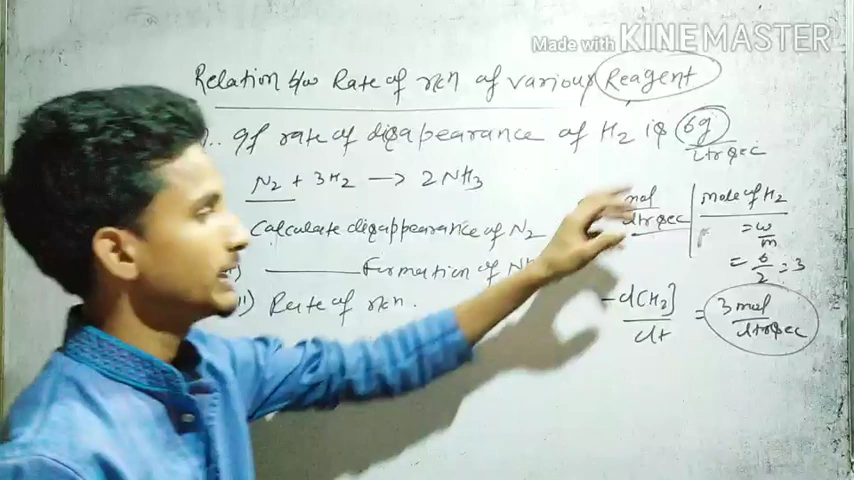 Made with KINEMASTER
Relation b/w Rate of rxn of various Reagent
If rate of disappearance of H2 is 6g/ltr sec
N2 + 3H2 → 2NH3
Calculate disappearance of N2
Formation of
ii) Rate of rxn.
mol/ltr sec
mole of H2
= w/m
= 6/2 = 3
-d[H2]/dt = 3 mol/ltr sec